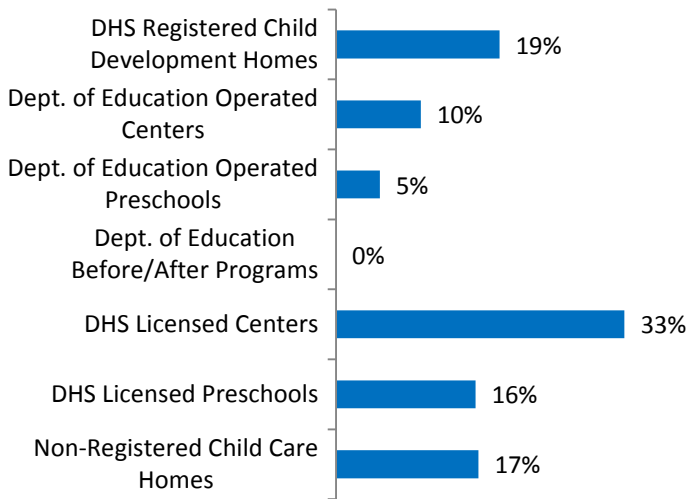 DHS Registered Child
Development Homes
19%
Dept. of Education Operated
Centers
10%
Dept. of Education Operated
Preschools
5%
Dept. of Education
Before/After Programs
0%
DHS Licensed Centers
33%
DHS Licensed Preschools
16%
Non-Registered Child Care
Homes
17%